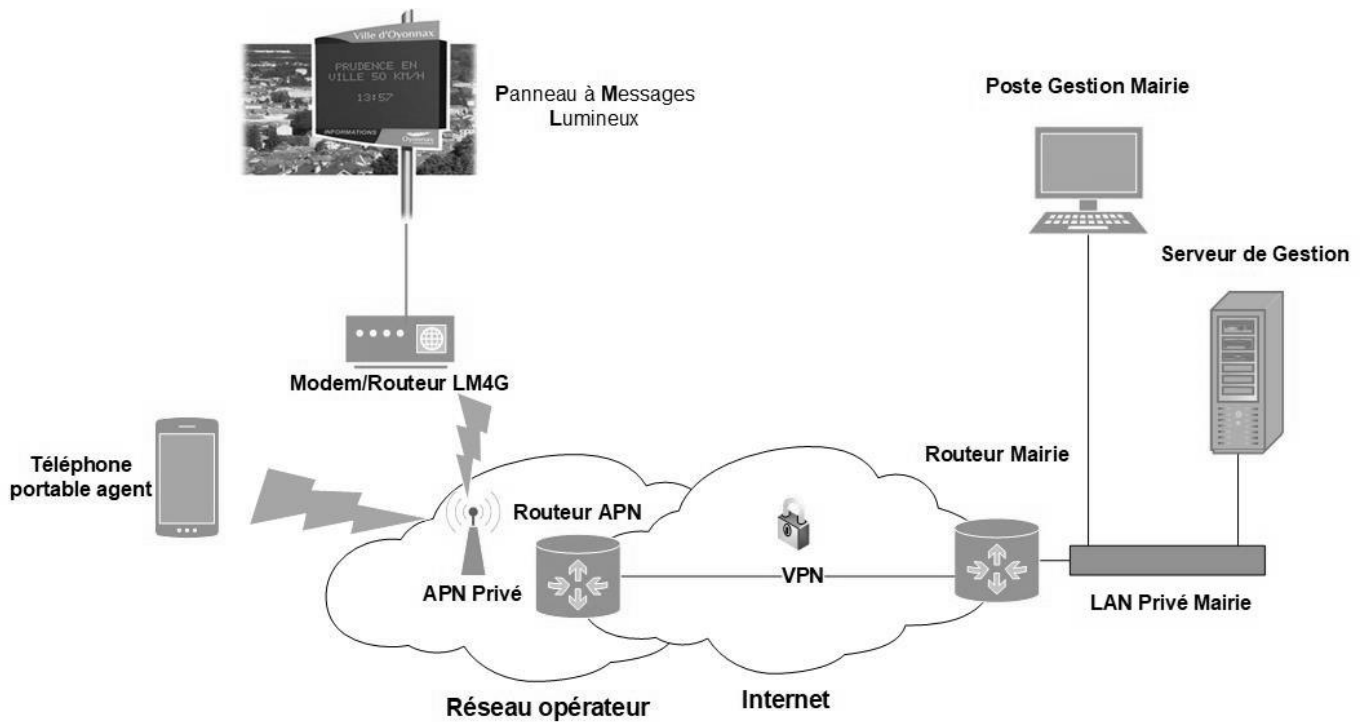 Ville d'Oyonnax
PRUDENCE EN
VILLE 50 KM/H
13:57
INFORMATIONS
Oyonnax
Panneau à Messages
Lumineux
Poste Gestion Mairie
Serveur de Gestion
Modem/Routeur LM4G
Téléphone
portable agent
Routeur Mairie
Routeur APN
APN Privé
VPN
LAN Privé Mairie
Réseau opérateur
Internet